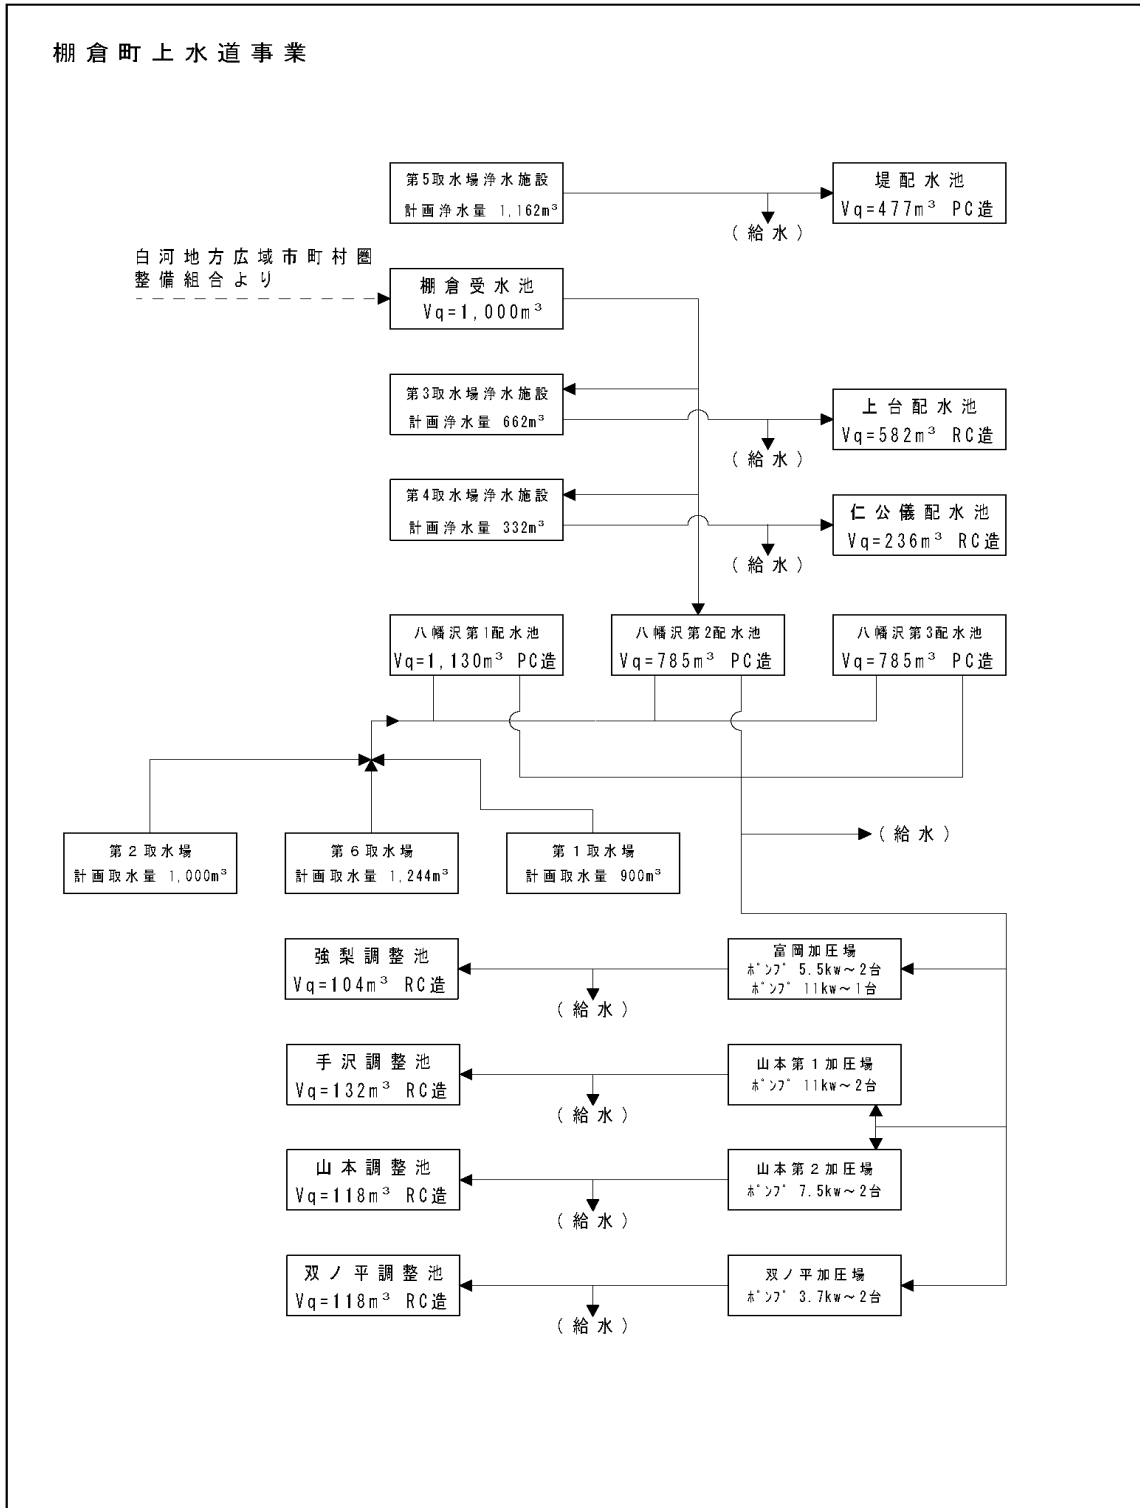 棚倉町上水道事業
第5取水場浄水施設
計画浄水量 1,162m³
堤配水池
Vq=477m³ PC造
(給水)
白河地方広域市町村圏
整備組合より
棚倉受水池
Vq=1,000m³
第3取水場浄水施設
計画浄水量 662m³
上台配水池
Vq=582m³ RC造
(給水)
第4取水場浄水施設
計画浄水量 332m³
仁公儀配水池
Vq=236m³ RC造
(給水)
八幡沢第1配水池
Vq=1,130m³ PC造
八幡沢第2配水池
Vq=785m³ PC造
八幡沢第3配水池
Vq=785m³ PC造
(給水)
第2取水場
計画取水量 1,000m³
第6取水場
計画取水量 1,244m³
第1取水場
計画取水量 900m³
強梨調整池
Vq=104m³ RC造
富岡加圧場
ポンプ 5.5kw~2台
ポンプ 11kw~1台
(給水)
手沢調整池
Vq=132m³ RC造
山本第1加圧場
ポンプ 11kw~2台
(給水)
山本調整池
Vq=118m³ RC造
山本第2加圧場
ポンプ 7.5kw~2台
(給水)
双ノ平調整池
Vq=118m³ RC造
双ノ平加圧場
ポンプ 3.7kw~2台
(給水)